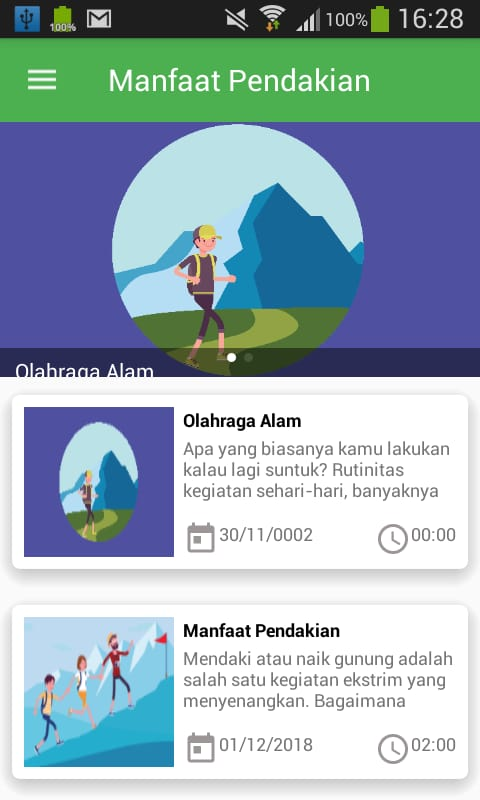 100%
100%
16:28
Manfaat Pendakian
Olahraga Alam
Olahraga Alam
Apa yang biasanya kamu lakukan
kalau lagi suntuk? Rutinitas
kegiatan sehari-hari, banyaknya
30/11/0002
00:00
Manfaat Pendakian
Mendaki atau naik gunung adalah
salah satu kegiatan ekstrim yang
menyenangkan. Bagaimana
01/12/2018
02:00